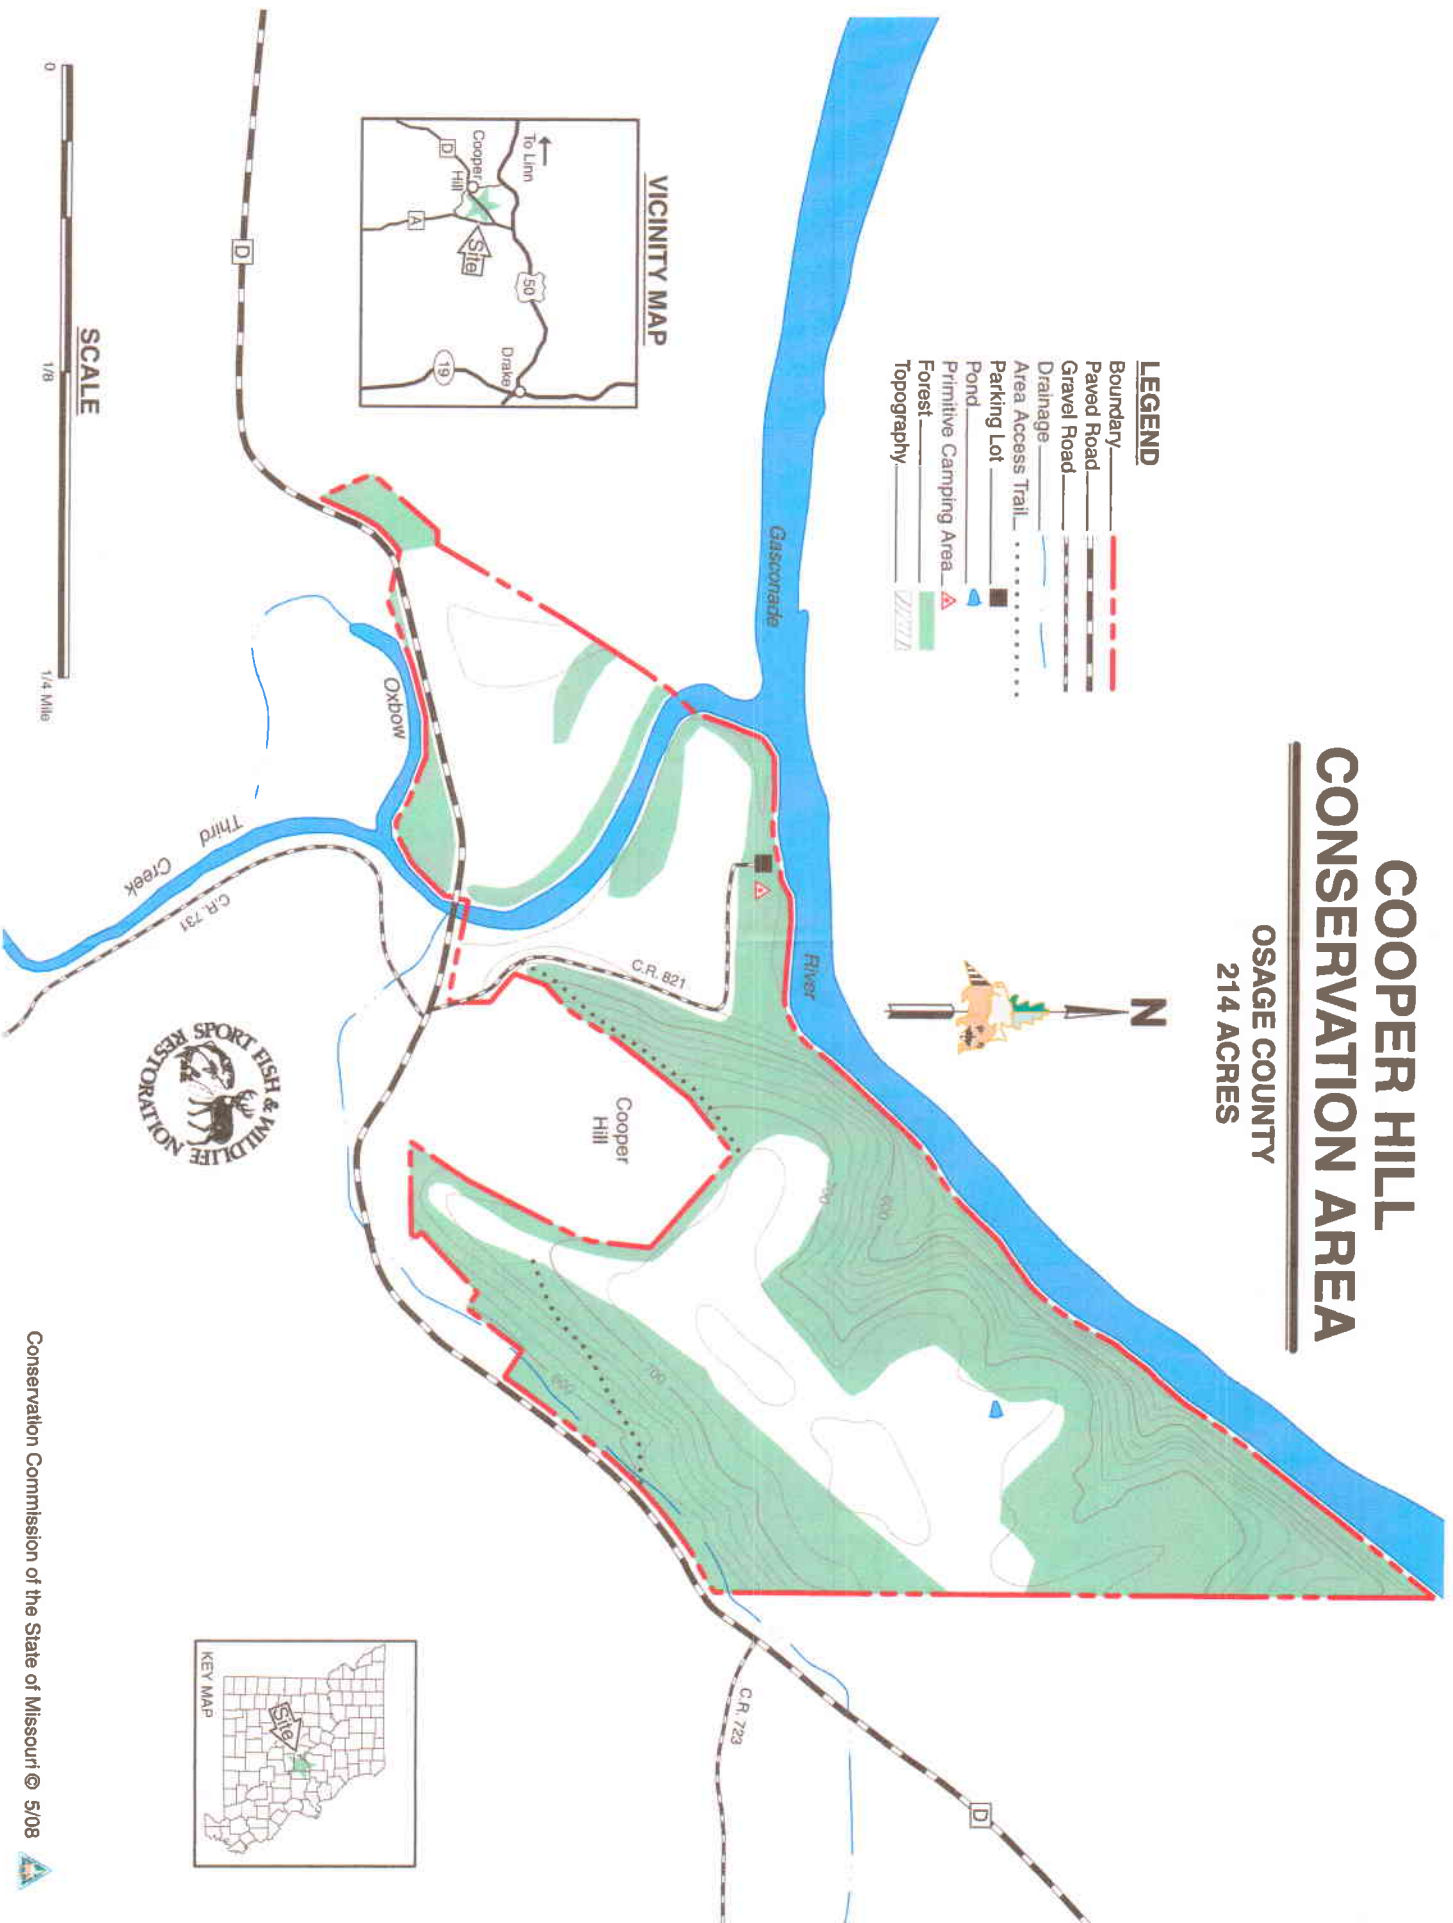 COOPER HILL
CONSERVATION AREA
OSAGE COUNTY
214 ACRES
N
LEGEND
Boundary
Paved Road
Gravel Road
Drainage
Area Access Trail
Parking Lot
Pond
Primitive Camping Area
Forest
Topography
Gasconade
River
VICINITY MAP
To Linn
Cooper
Hill
D
A
Site
50
Drake
19
D
Oxbow
Third
Creek
C.R. 731
C.R. 821
Cooper
Hill
700
600
700
600
C.R. 723
D
SCALE
0
1/8
1/4 Mile
SPORT FISH & WILDLIFE
RESTORATION
KEY MAP
Site
Conservation Commission of the State of Missouri © 5/08